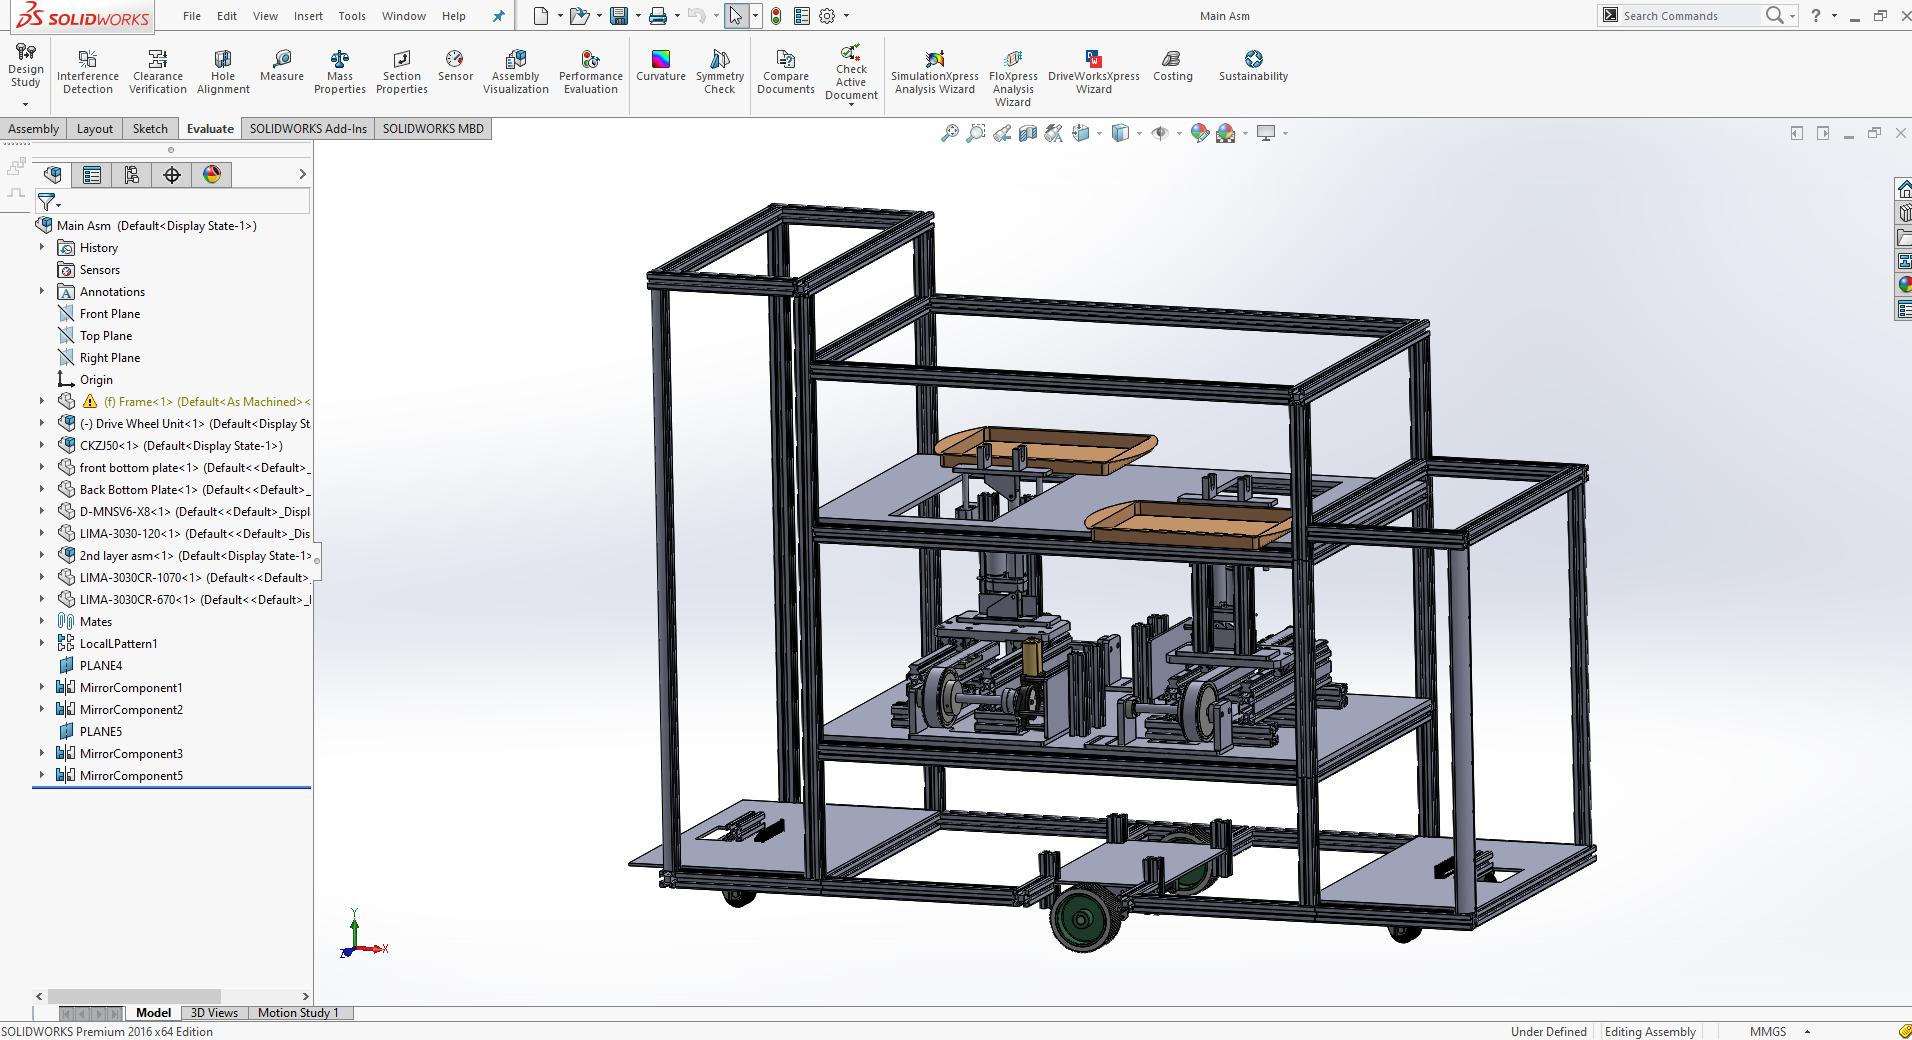 SOLIDWORKS
File Edit View Insert Tools Window Help
Main Asm
Search Commands
?
Design Study
Interference Detection
Clearance Verification
Hole Alignment
Measure
Mass Properties
Section Properties
Sensor
Assembly Visualization
Performance Evaluation
Curvature
Symmetry Check
Compare Documents
Check Active Document
SimulationXpress Analysis Wizard
FloXpress Analysis Wizard
DriveWorksXpress Wizard
Costing
Sustainability
Assembly Layout Sketch Evaluate SOLIDWORKS Add-Ins SOLIDWORKS MBD
Main Asm (Default<Display State-1>)
History
Sensors
Annotations
Front Plane
Top Plane
Right Plane
Origin
(f) Frame<1> (Default<As Machined><
(-) Drive Wheel Unit<1> (Default<Display St
CKZJ50<1> (Default<Display State-1>)
front bottom plate<1> (Default<<Default>_
Back Bottom Plate<1> (Default<<Default>_
D-MNSV6-X8<1> (Default<<Default>_Displ
LIMA-3030-120<1> (Default<<Default>_Dis
2nd layer asm<1> (Default<Display State-1>
LIMA-3030CR-1070<1> (Default<<Default>_
LIMA-3030CR-670<1> (Default<<Default>_
Mates
LocalLPattern1
PLANE4
MirrorComponent1
MirrorComponent2
PLANE5
MirrorComponent3
MirrorComponent5
Y
X
Z
Model 3D Views Motion Study 1
SOLIDWORKS Premium 2016 x64 Edition
Under Defined Editing Assembly MMGS